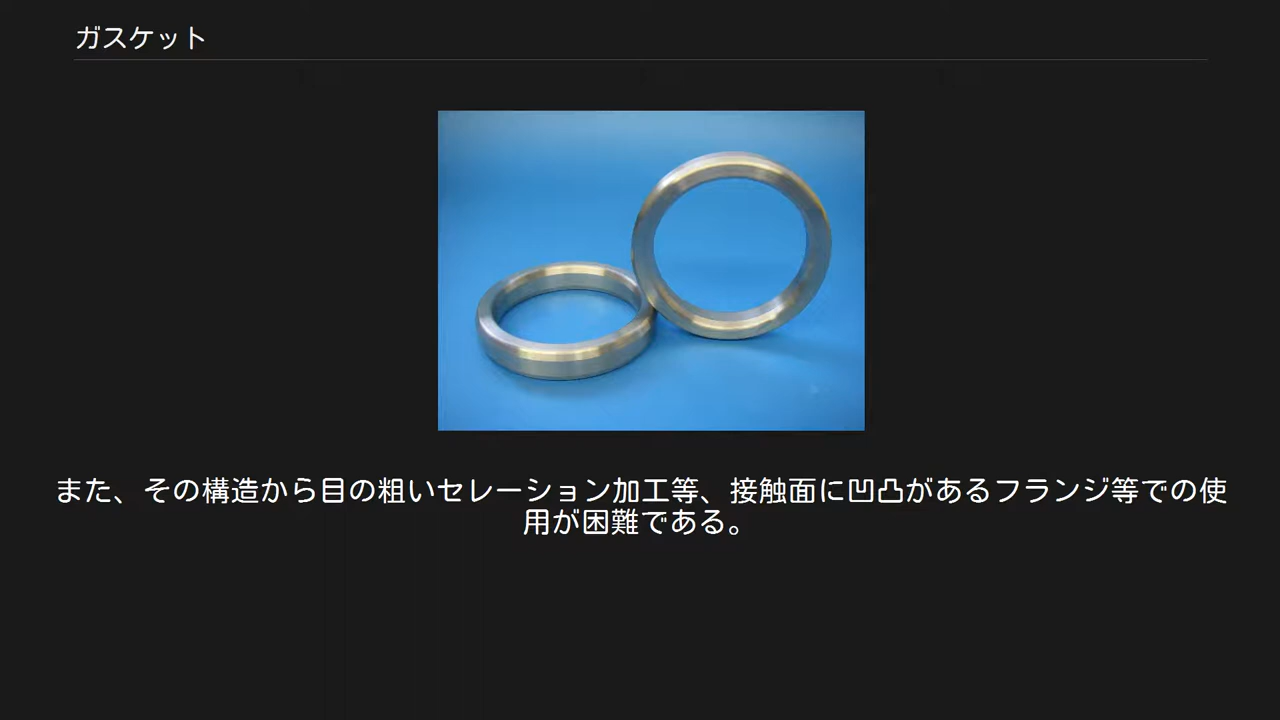 ガスケット
また、その構造から目の粗いセレーション加工等、接触面に凹凸があるフランジ等での使
用が困難である。